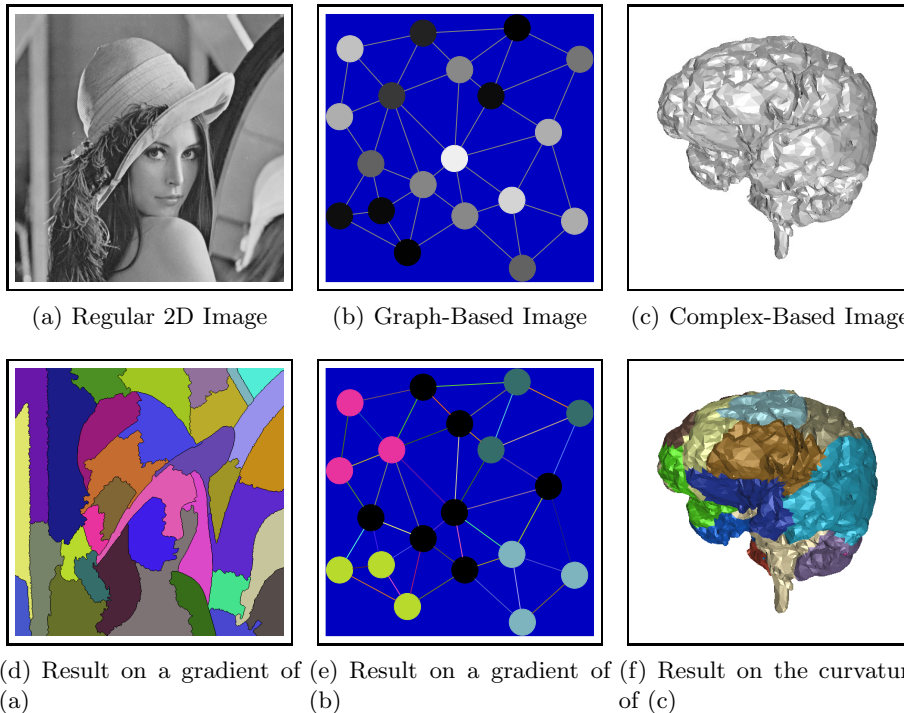 (a) Regular 2D Image
(b) Graph-Based Image
(c) Complex-Based Image
(d) Result on a gradient of
(a)
(e) Result on a gradient of
(b)
(f) Result on the curvatur
of (c)